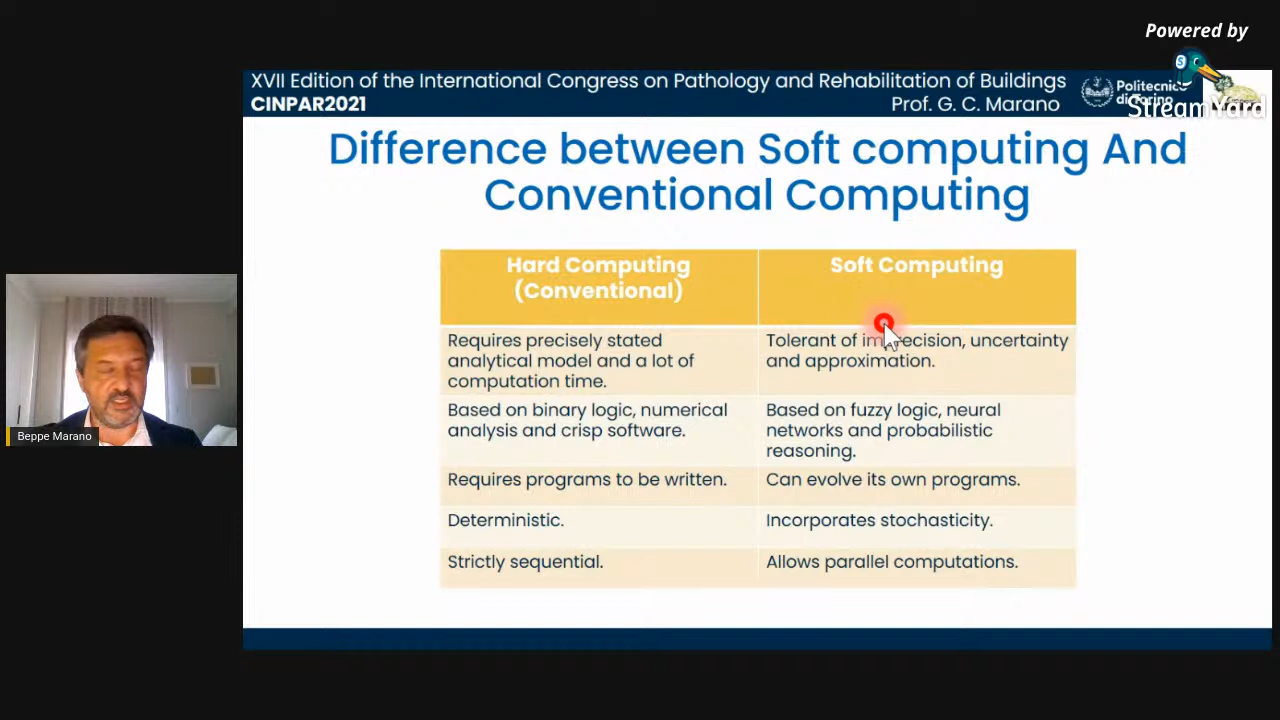 Powered by
StreamYard
XVII Edition of the International Congress on Pathology and Rehabilitation of Buildings
CINPAR2021
Prof. G. C. Marano
Politecnico
di Torino
Difference between Soft computing And
Conventional Computing
Hard Computing
(Conventional)
Soft Computing
Requires precisely stated
analytical model and a lot of
computation time.
Tolerant of imprecision, uncertainty
and approximation.
Based on binary logic, numerical
analysis and crisp software.
Based on fuzzy logic, neural
networks and probabilistic
reasoning.
Requires programs to be written.
Can evolve its own programs.
Deterministic.
Incorporates stochasticity.
Strictly sequential.
Allows parallel computations.
Beppe Marano